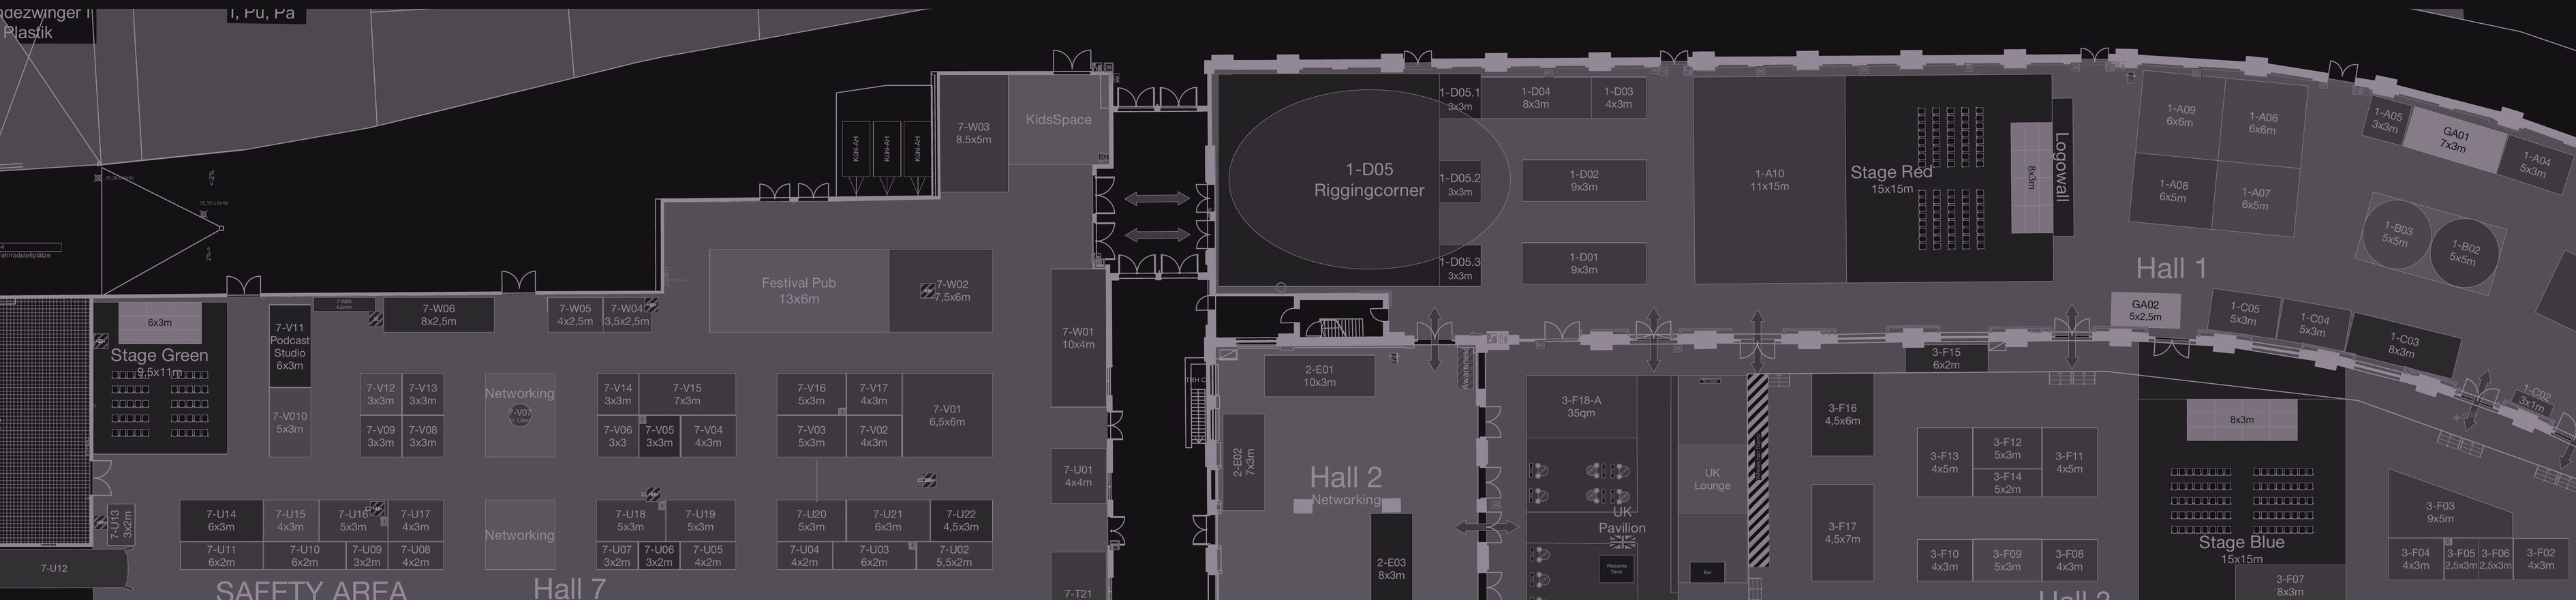 Plastik
I, Pu, Pa
Kühl-AH
Kühl-AH
Kühl-AH
7-W03
8,5x5m
KidsSpace
1-D05
Riggingcorner
1-D05.1
3x3m
1-D04
8x3m
1-D03
4x3m
1-D05.2
3x3m
1-D02
9x3m
1-D05.3
3x3m
1-D01
9x3m
1-A10
11x15m
Stage Red
15x15m
8x3m
Logowall
1-A09
6x6m
1-A06
6x6m
1-A08
6x5m
1-A07
6x5m
1-A05
3x3m
GA01
7x3m
1-A04
5x3m
1-B03
5x5m
1-B02
5x5m
Hall 1
GA02
5x2,5m
1-C05
5x3m
1-C04
5x3m
1-C03
8x3m
1-C02
3x1m
Festival Pub
13x6m
7-W02
7,5x6m
7-W01
10x4m
6x3m
Stage Green
9,5x11m
7-V11
Podcast
Studio
6x3m
7-V010
5x3m
7-W06
8x2,5m
7-W05
4x2,5m
7-W04
3,5x2,5m
7-V12
3x3m
7-V13
3x3m
7-V09
3x3m
7-V08
3x3m
Networking
7-V07
7-V14
3x3m
7-V15
7x3m
7-V06
3x3
7-V05
3x3m
7-V04
4x3m
7-V16
5x3m
7-V17
4x3m
7-V03
5x3m
7-V02
4x3m
7-V01
6,5x6m
7-U01
4x4m
7-U13
3x2m
7-U14
6x3m
7-U15
4x3m
7-U16
5x3m
7-U17
4x3m
7-U11
6x2m
7-U10
6x2m
7-U09
3x2m
7-U08
4x2m
Networking
7-U18
5x3m
7-U19
5x3m
7-U07
3x2m
7-U06
3x2m
7-U05
4x2m
7-U20
5x3m
7-U21
6x3m
7-U22
4,5x3m
7-U04
4x2m
7-U03
6x2m
7-U02
5,5x2m
7-U12
SAFETY AREA
Hall 7
7-T21
2-E01
10x3m
Awareness
2-E02
7x3m
Hall 2
Networking
2-E03
8x3m
3-F18-A
35qm
UK
Pavilion
Welcome
Desk
UK
Lounge
Bar
3-F15
6x2m
3-F16
4,5x6m
3-F17
4,5x7m
3-F13
4x5m
3-F12
5x3m
3-F14
5x2m
3-F11
4x5m
3-F10
4x3m
3-F09
5x3m
3-F08
4x3m
8x3m
Stage Blue
15x15m
3-F07
8x3m
3-F03
9x5m
3-F04
4x3m
3-F05
2,5x3m
3-F06
2,5x3m
3-F02
4x3m